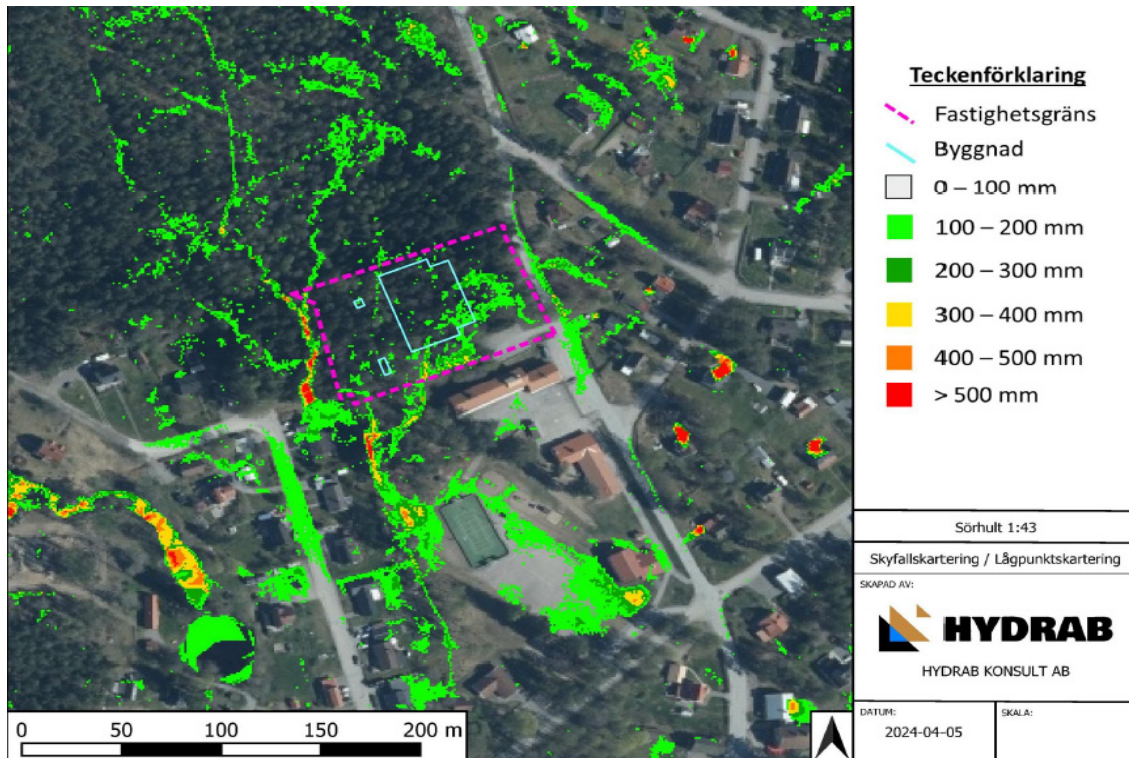 Teckenförklaring
Fastighetsgräns
Byggnad
0 – 100 mm
100 – 200 mm
200 – 300 mm
300 – 400 mm
400 – 500 mm
> 500 mm
Sörhult 1:43
Skyfallskartering / Lågpunktskartering
SKAPAD AV:
HYDRAB
HYDRAB KONSULT AB
DATUM:
2024-04-05
SKALA:
0 50 100 150 200 m